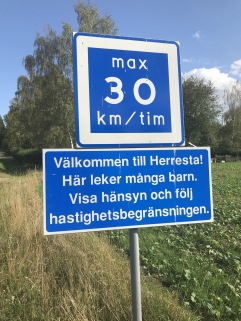 max
30
km/tim
Välkommen till Herresta!
Här leker många barn.
Visa hänsyn och följ
hastighetsbegränsningen.